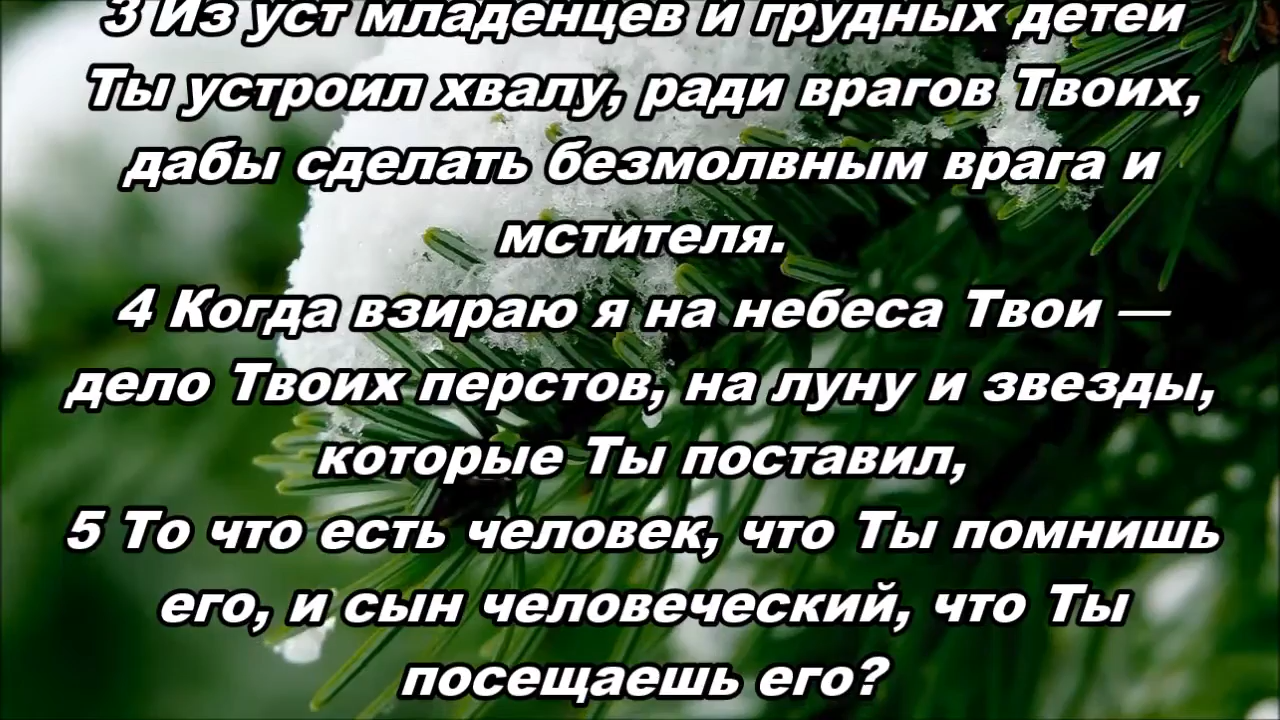 3 Из уст младенцев и грудных детей
Ты устроил хвалу, ради врагов Твоих,
дабы сделать безмолвным врага и
мстителя.
4 Когда взираю я на небеса Твои —
дело Твоих перстов, на луну и звезды,
которые Ты поставил,
5 То что есть человек, что Ты помнишь
его, и сын человеческий, что Ты
посещаешь его?